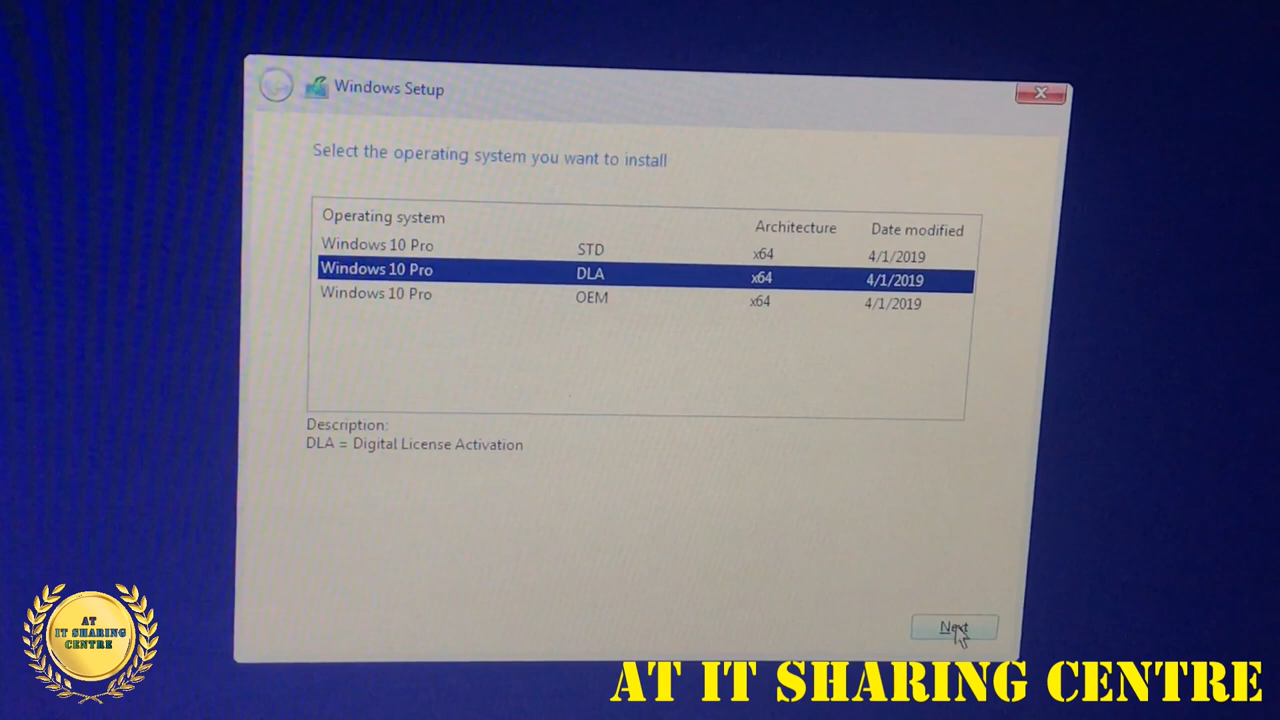 Windows Setup
Select the operating system you want to install
Operating system Architecture Date modified
Windows 10 Pro STD x64 4/1/2019
Windows 10 Pro DLA x64 4/1/2019
Windows 10 Pro OEM x64 4/1/2019
Description:
DLA = Digital License Activation
Next
AT
IT SHARING
CENTRE
AT IT SHARING CENTRE